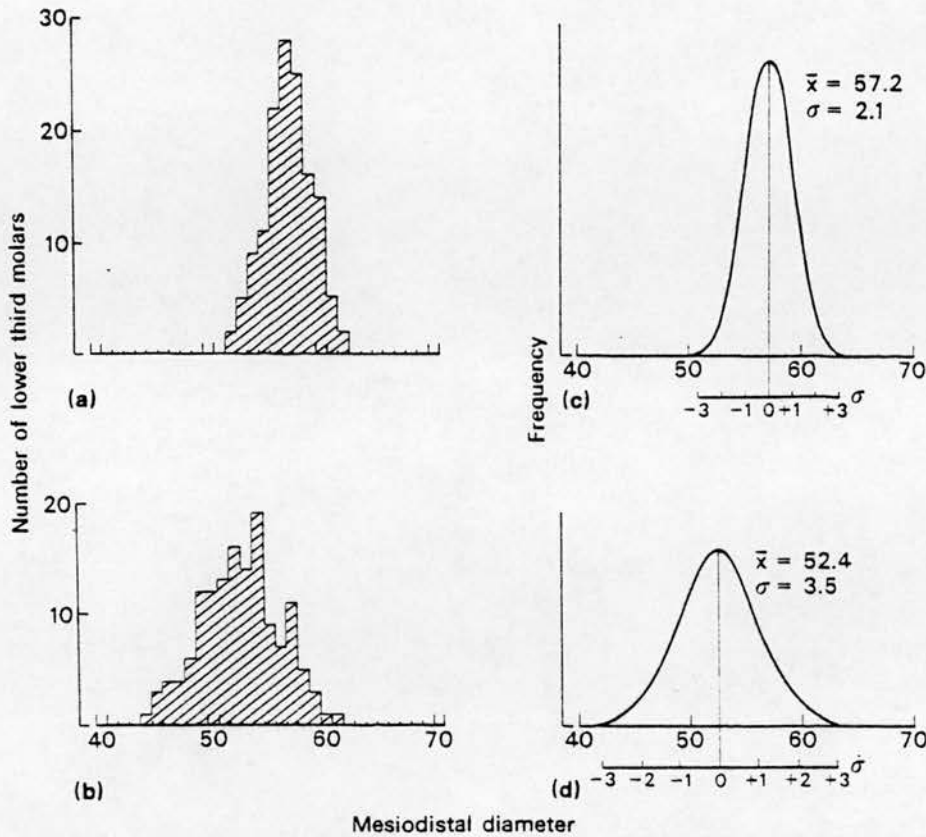 Number of lower third molars
30
20
10
(a)
Frequency
x̄ = 57.2
σ = 2.1
40 50 60 70
(c)
-3 -1 0 +1 +3 σ
20
10
40 50 60 70
(b)
x̄ = 52.4
σ = 3.5
40 50 60 70
(d)
-3 -2 -1 0 +1 +2 +3 σ
Mesiodistal diameter